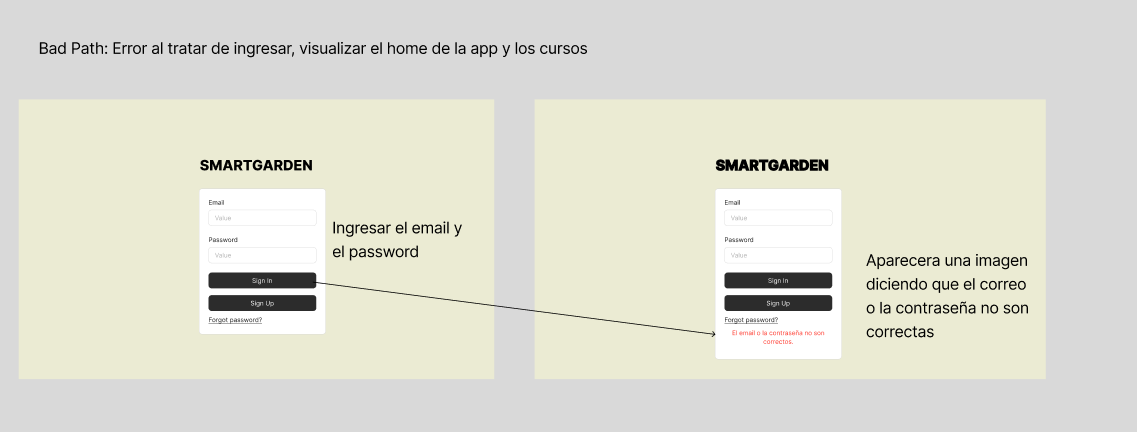 Bad Path: Error al tratar de ingresar, visualizar el home de la app y los cursos
SMARTGARDEN
Email
Value
Password
Value
Sign In
Sign Up
Forgot password?
Ingresar el email y
el password
SMARTGARDEN
Email
Value
Password
Value
Sign In
Sign Up
Forgot password?
El email o la contraseña no son
correctos.
Aparecera una imagen
diciendo que el correo
o la contraseña no son
correctas